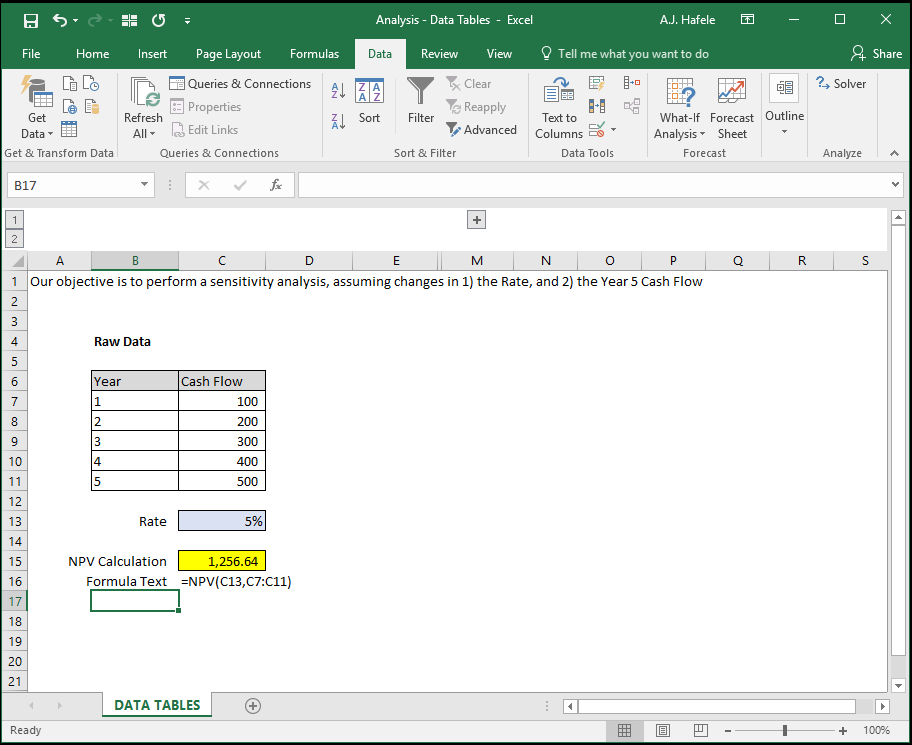 Analysis - Data Tables - Excel
A.J. Hafele
File Home Insert Page Layout Formulas Data Review View Tell me what you want to do Share
Get Data
Get & Transform Data
Refresh All
Queries & Connections
Properties
Edit Links
Queries & Connections
A Z
Z A
Z A A Z
Sort
Filter
Clear
Reapply
Advanced
Sort & Filter
Text to Columns
Data Tools
What-If Analysis
Forecast Sheet
Forecast
Outline
? Solver
Analyze
B17
fx
1
2
+
A B C D E M N O P Q R S
1 Our objective is to perform a sensitivity analysis, assuming changes in 1) the Rate, and 2) the Year 5 Cash Flow
2
3
4 Raw Data
5
6 Year Cash Flow
7 1 100
8 2 200
9 3 300
10 4 400
11 5 500
12
13 Rate 5%
14
15 NPV Calculation 1,256.64
16 Formula Text =NPV(C13,C7:C11)
17
18
19
20
21
DATA TABLES
Ready
100%